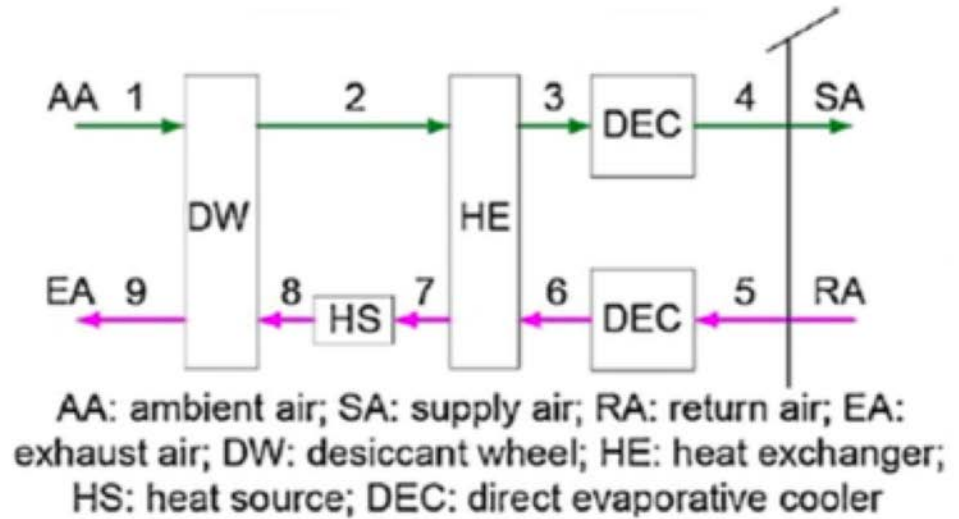 AA 1 2 3 DEC 4 SA
DW HE
EA 9 8 HS 7 6 DEC 5 RA
AA: ambient air; SA: supply air; RA: return air; EA:
exhaust air; DW: desiccant wheel; HE: heat exchanger;
HS: heat source; DEC: direct evaporative cooler